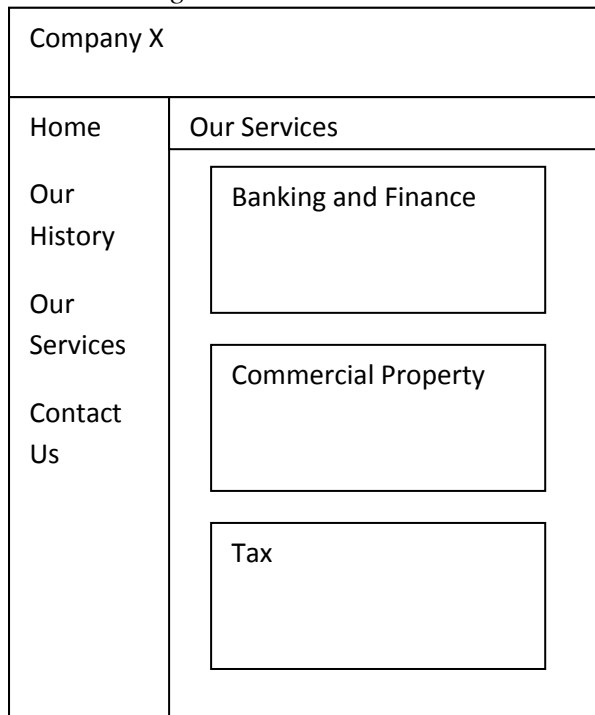 Company X
Home
Our
History
Our
Services
Contact
Us
Our Services
Banking and Finance
Commercial Property
Tax